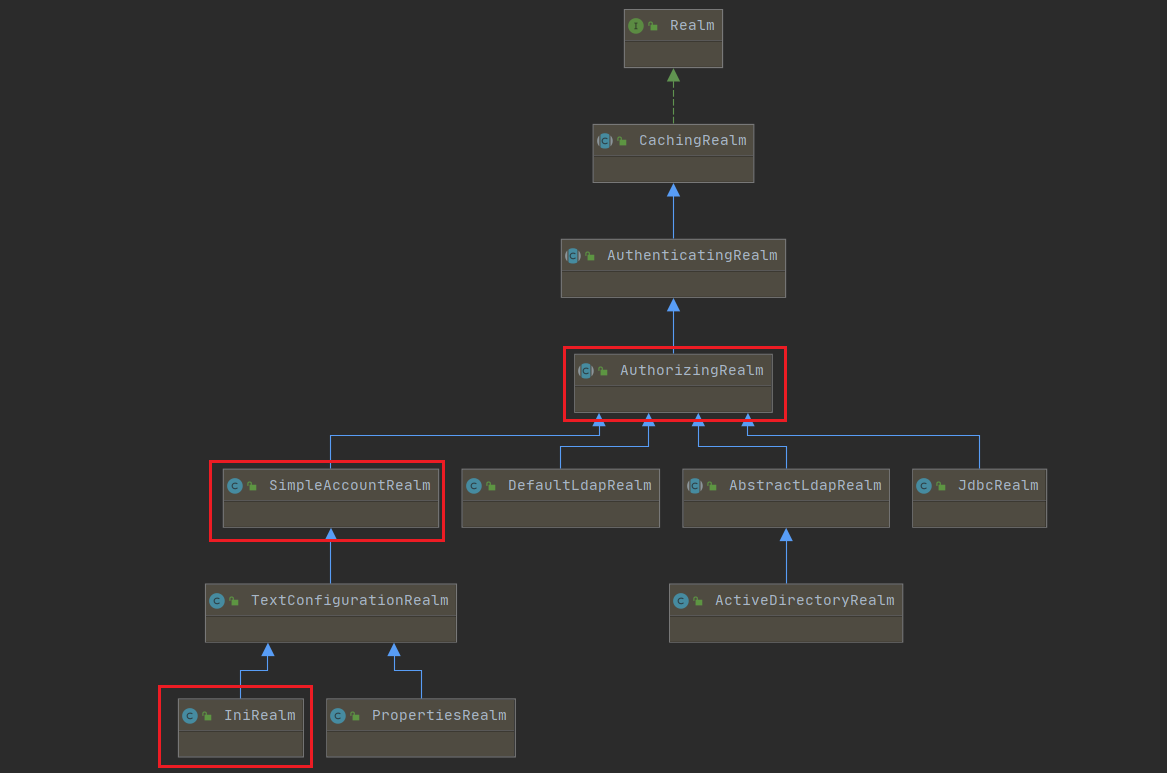 Realm
CachingRealm
AuthenticatingRealm
AuthorizingRealm
SimpleAccountRealm
DefaultLdapRealm
AbstractLdapRealm
JdbcRealm
TextConfigurationRealm
ActiveDirectoryRealm
IniRealm
PropertiesRealm